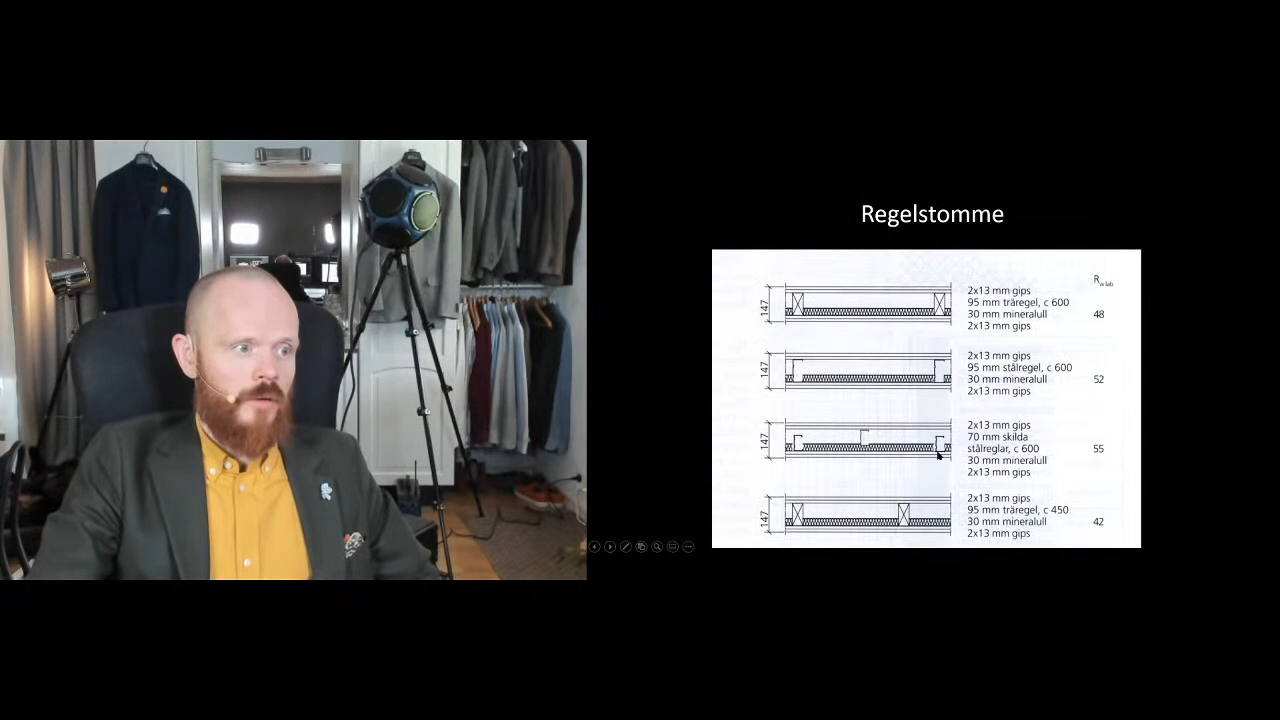 Regelstomme
R w lab
147
2x13 mm gips
95 mm träregel, c 600
30 mm mineralull 48
2x13 mm gips
147
2x13 mm gips
95 mm stålregel, c 600
30 mm mineralull 52
2x13 mm gips
147
2x13 mm gips
70 mm skilda
stålreglar, c 600 55
30 mm mineralull
2x13 mm gips
147
2x13 mm gips
95 mm träregel, c 450
30 mm mineralull 42
2x13 mm gips